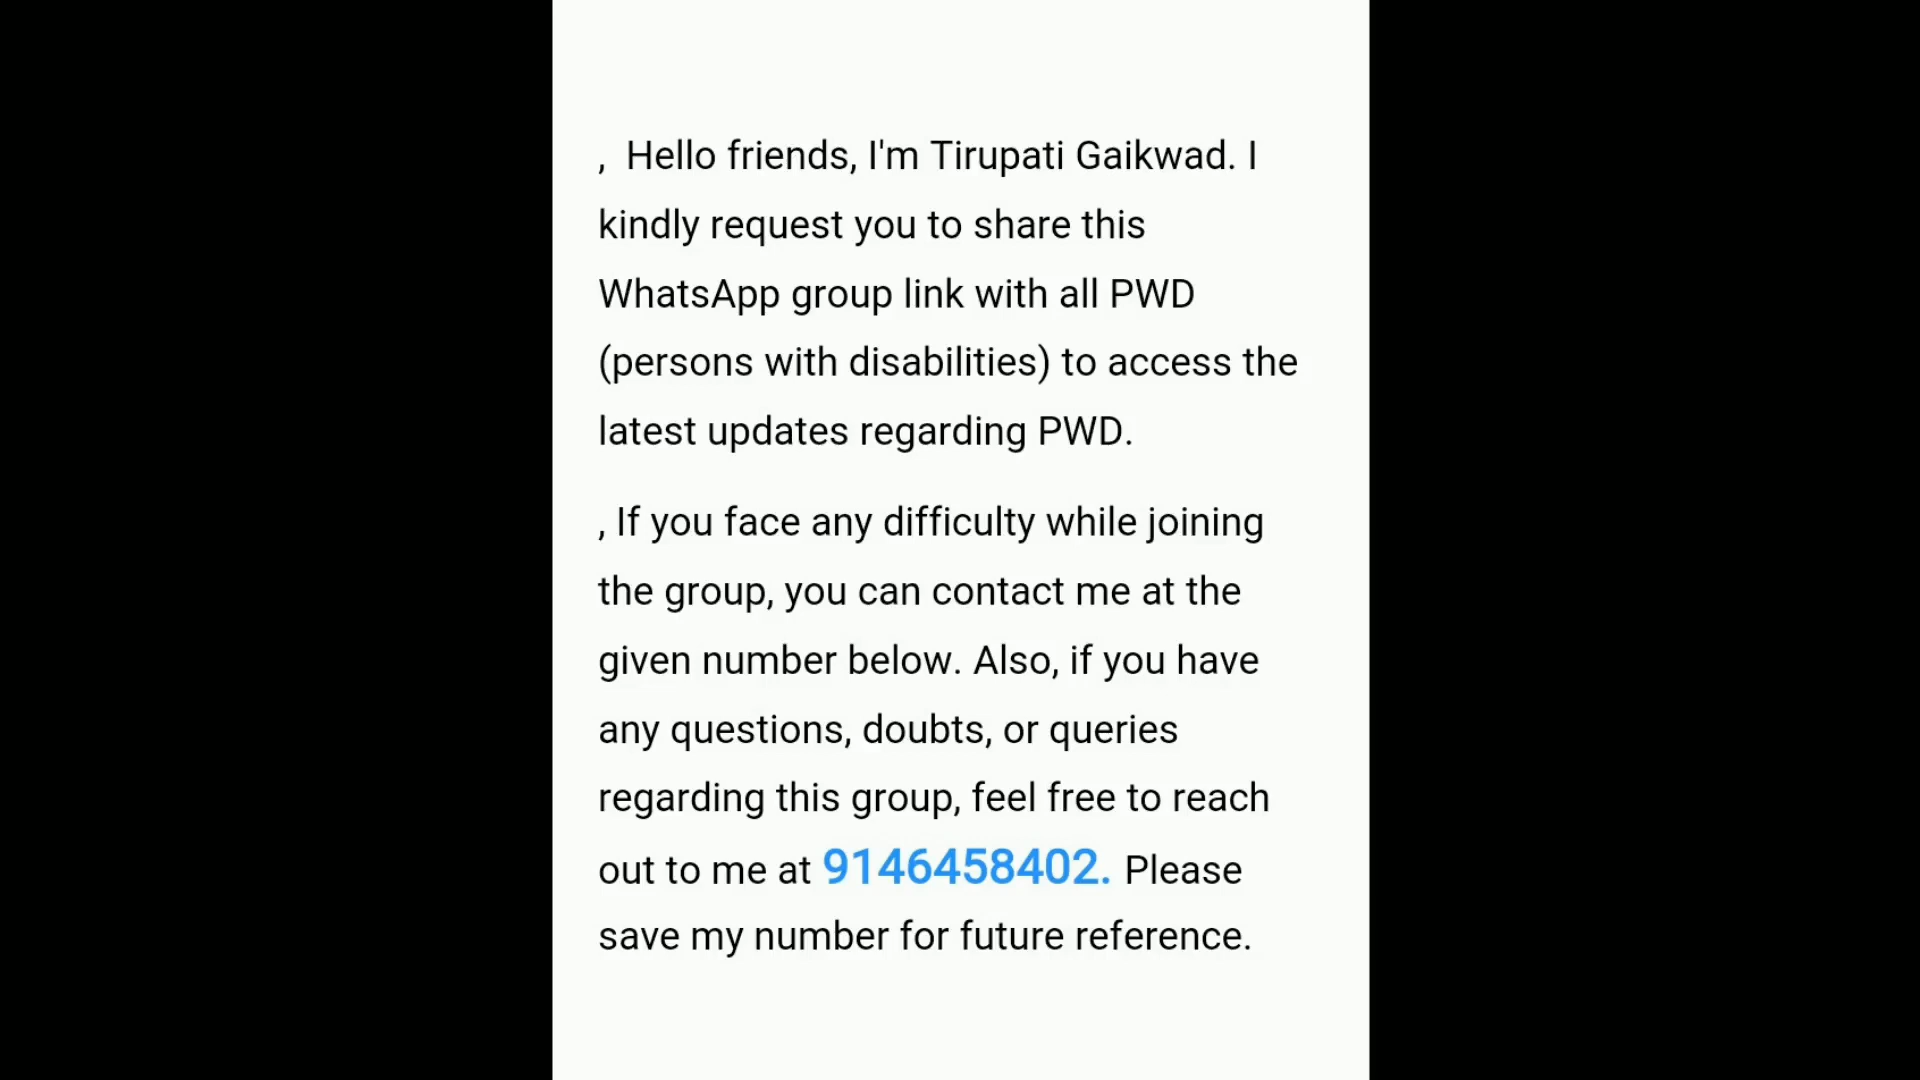 , Hello friends, I'm Tirupati Gaikwad. I
kindly request you to share this
WhatsApp group link with all PWD
(persons with disabilities) to access the
latest updates regarding PWD.
, If you face any difficulty while joining
the group, you can contact me at the
given number below. Also, if you have
any questions, doubts, or queries
regarding this group, feel free to reach
out to me at 9146458402. Please
save my number for future reference.